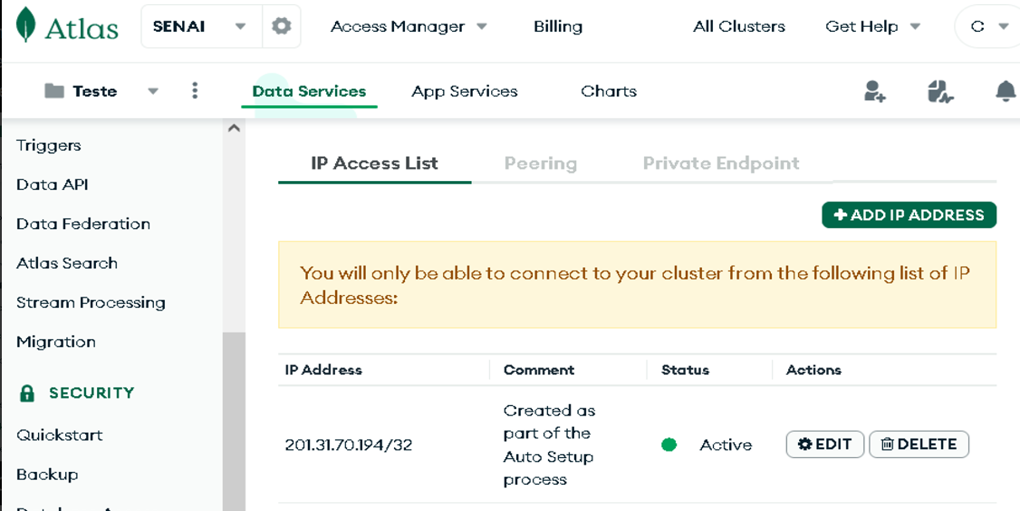 Atlas
SENAI
Access Manager
Billing
All Clusters
Get Help
C
Teste
Data Services
App Services
Charts
Triggers
Data API
Data Federation
Atlas Search
Stream Processing
Migration
SECURITY
Quickstart
Backup
IP Access List
Peering
Private Endpoint
+ ADD IP ADDRESS
You will only be able to connect to your cluster from the following list of IP
Addresses:
IP Address
Comment
Status
Actions
201.31.70.194/32
Created as
part of the
Auto Setup
process
Active
EDIT
DELETE